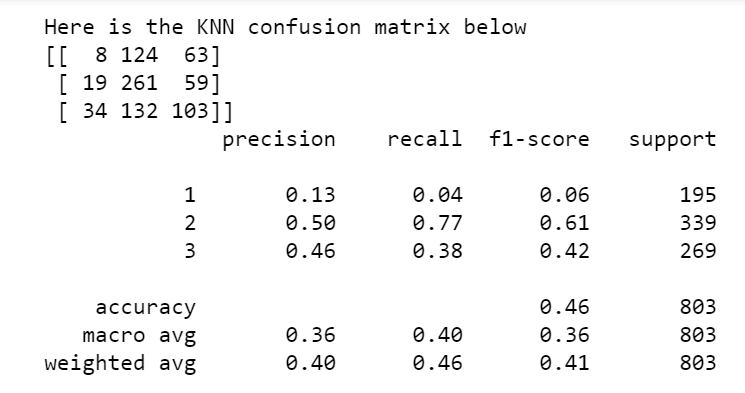 Here is the KNN confusion matrix below
[[  8 124  63]
 [ 19 261  59]
 [ 34 132 103]]
              precision    recall  f1-score   support

           1       0.13      0.04      0.06       195
           2       0.50      0.77      0.61       339
           3       0.46      0.38      0.42       269

    accuracy                           0.46       803
   macro avg       0.36      0.40      0.36       803
weighted avg       0.40      0.46      0.41       803